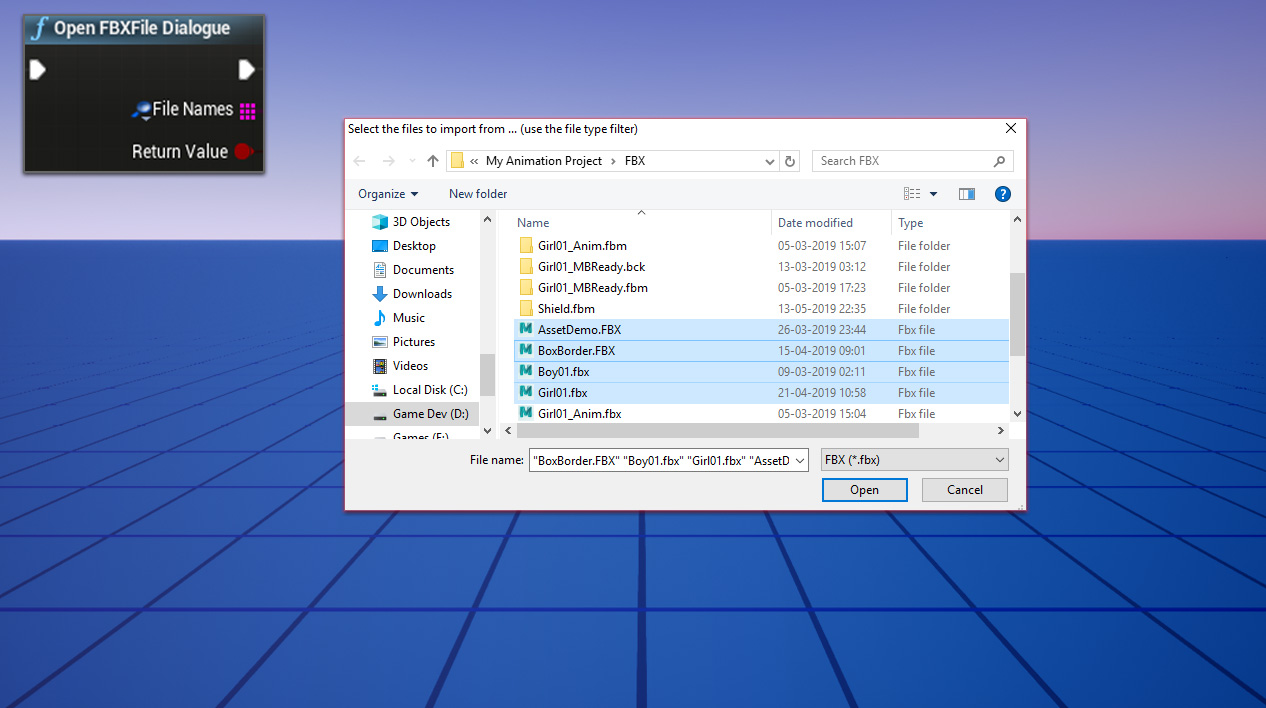 Open FBXFile Dialogue
File Names
Return Value
Select the files to import from ... (use the file type filter)
« My Animation Project › FBX
Search FBX
Organize New folder
3D Objects
Desktop
Documents
Downloads
Music
Pictures
Videos
Local Disk (C:)
Game Dev (D:)
Games (F:)
Name Date modified Type
Girl01_Anim.fbm 05-03-2019 15:07 File folder
Girl01_MBReady.bck 13-03-2019 03:12 File folder
Girl01_MBReady.fbm 05-03-2019 17:23 File folder
Shield.fbm 13-05-2019 22:35 File folder
AssetDemo.FBX 26-03-2019 23:44 Fbx file
BoxBorder.FBX 15-04-2019 09:01 Fbx file
Boy01.fbx 09-03-2019 02:11 Fbx file
Girl01.fbx 21-04-2019 10:58 Fbx file
Girl01_Anim.fbx 05-03-2019 15:04 Fbx file
File name: "BoxBorder.FBX" "Boy01.fbx" "Girl01.fbx" "AssetD
FBX (*.fbx)
Open Cancel